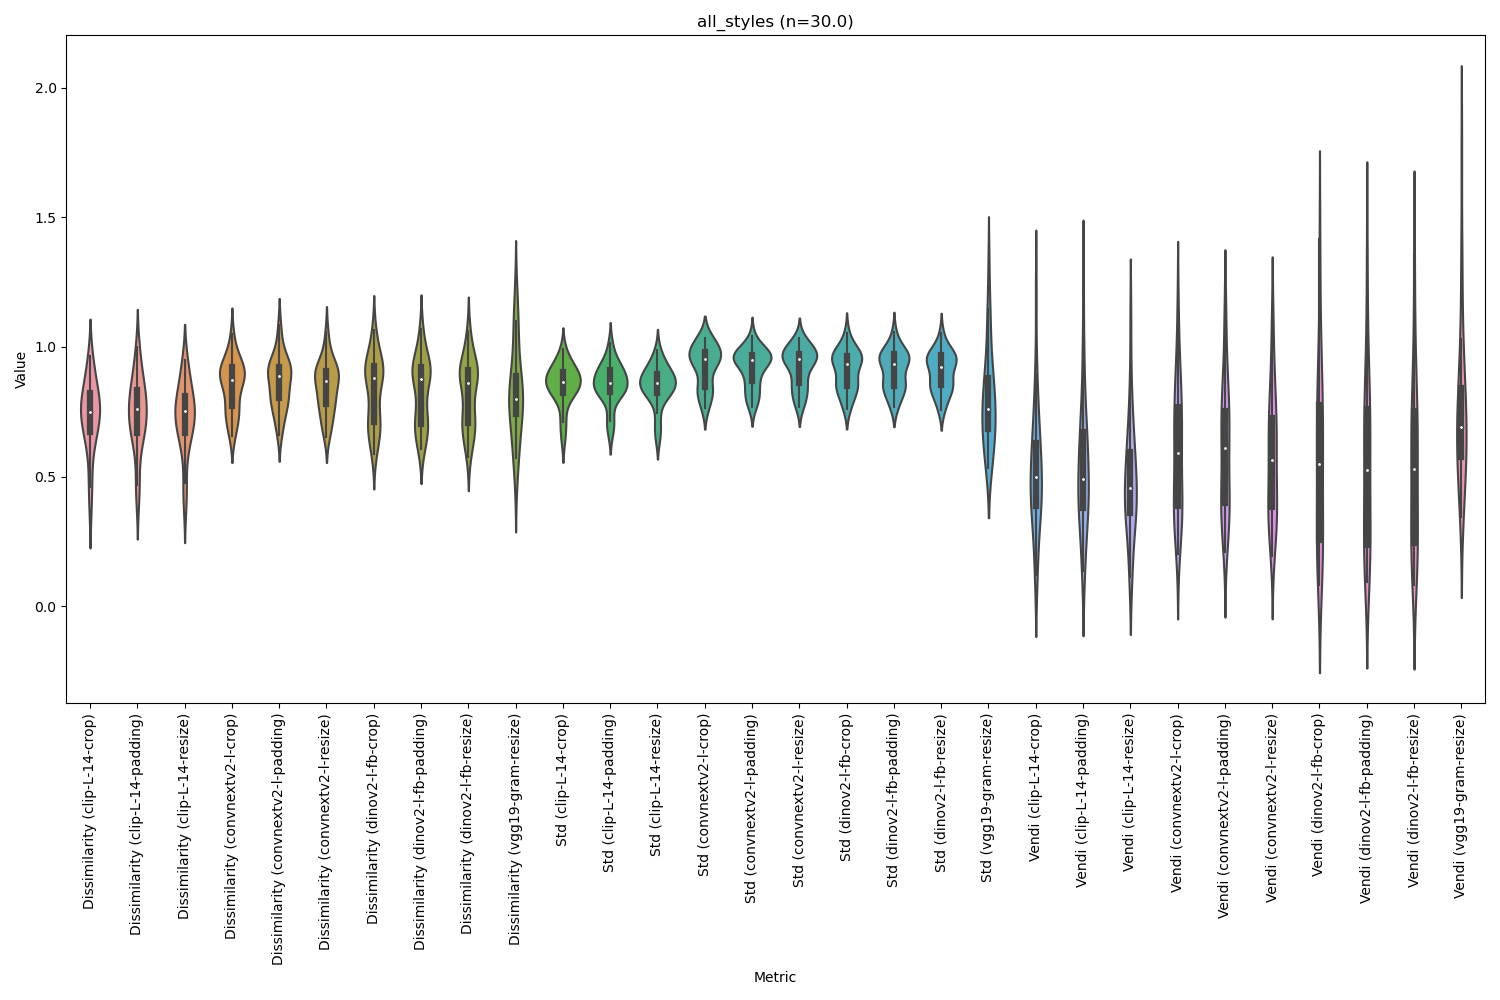 all_styles (n=30.0)
Value
2.0
1.5
1.0
0.5
0.0
Dissimilarity (clip-L-14-crop)
Dissimilarity (clip-L-14-padding)
Dissimilarity (clip-L-14-resize)
Dissimilarity (convnextv2-l-crop)
Dissimilarity (convnextv2-l-padding)
Dissimilarity (convnextv2-l-resize)
Dissimilarity (dinov2-l-fb-crop)
Dissimilarity (dinov2-l-fb-padding)
Dissimilarity (dinov2-l-fb-resize)
Dissimilarity (vgg19-gram-resize)
Std (clip-L-14-crop)
Std (clip-L-14-padding)
Std (clip-L-14-resize)
Std (convnextv2-l-crop)
Std (convnextv2-l-padding)
Std (convnextv2-l-resize)
Std (dinov2-l-fb-crop)
Std (dinov2-l-fb-padding)
Std (dinov2-l-fb-resize)
Std (vgg19-gram-resize)
Vendi (clip-L-14-crop)
Vendi (clip-L-14-padding)
Vendi (clip-L-14-resize)
Vendi (convnextv2-l-crop)
Vendi (convnextv2-l-padding)
Vendi (convnextv2-l-resize)
Vendi (dinov2-l-fb-crop)
Vendi (dinov2-l-fb-padding)
Vendi (dinov2-l-fb-resize)
Vendi (vgg19-gram-resize)
Metric